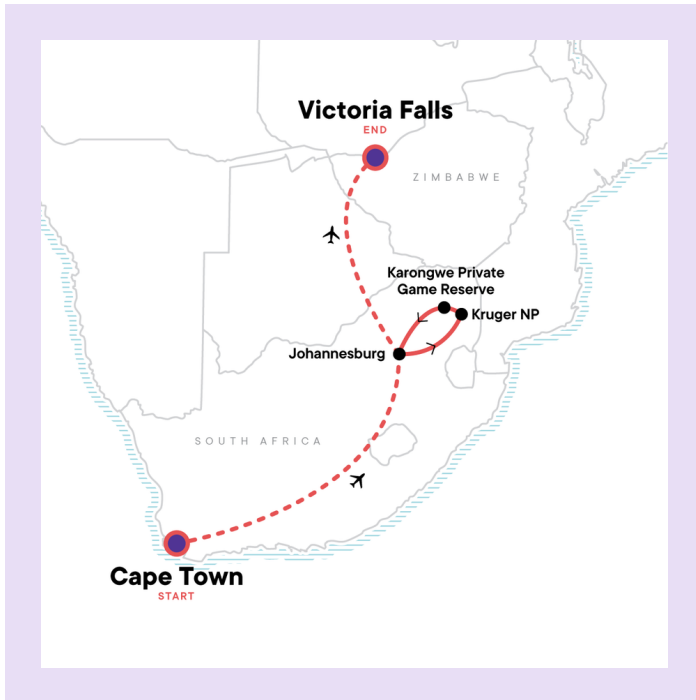 Victoria Falls
END
ZIMBABWE
Karongwe Private
Game Reserve
Kruger NP
Johannesburg
SOUTH AFRICA
Cape Town
START